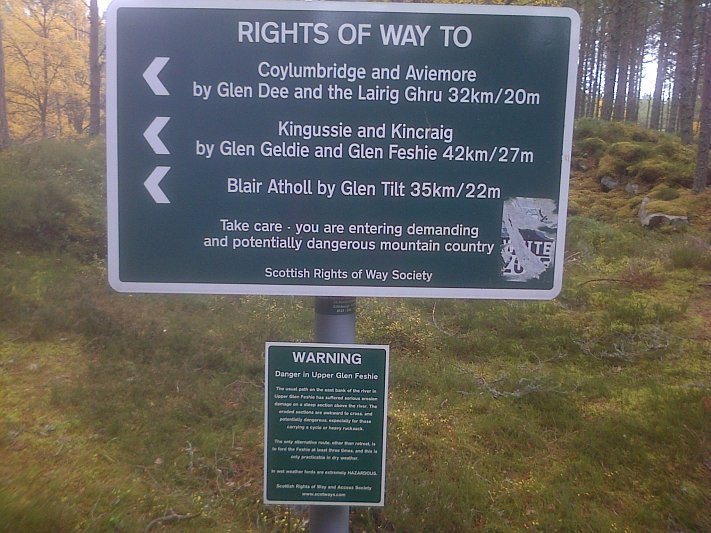 RIGHTS OF WAY TO
Coylumbridge and Aviemore
by Glen Dee and the Lairig Ghru 32km/20m
Kingussie and Kincraig
by Glen Geldie and Glen Feshie 42km/27m
Blair Atholl by Glen Tilt 35km/22m
Take care - you are entering demanding
and potentially dangerous mountain country
Scottish Rights of Way Society
WARNING
Danger in Upper Glen Feshie
The usual path on the east bank of the river in
Upper Glen Feshie has suffered serious erosion
damage on a steep section above the river. The
eroded sections are awkward to cross, and
potentially dangerous, especially for those
carrying a cycle or heavy rucksack.
The only alternative route, other than retreat, is
to ford the Feshie at least three times, and this is
only practicable in dry weather.
In wet weather fords are extremely HAZARDOUS.
Scottish Rights of Way and Access Society
www.scotways.com